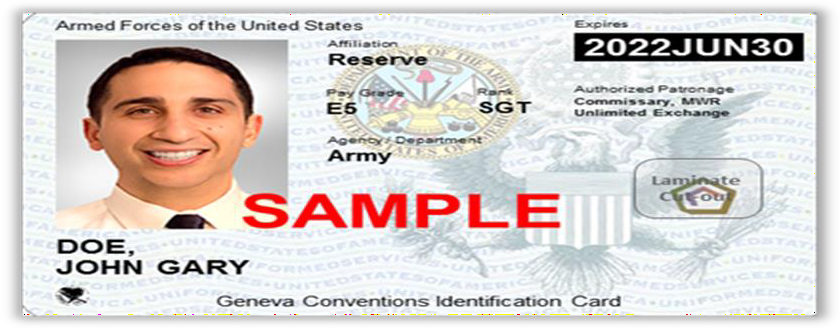 Armed Forces of the United States
Expires
2022JUN30
Affiliation
Reserve
Pay Grade Rank
E5 SGT
Agency / Department
Army
Authorized Patronage
Commissary, MWR
Unlimited Exchange
Laminate
Cut-out
SAMPLE
DOE,
JOHN GARY
Geneva Conventions Identification Card